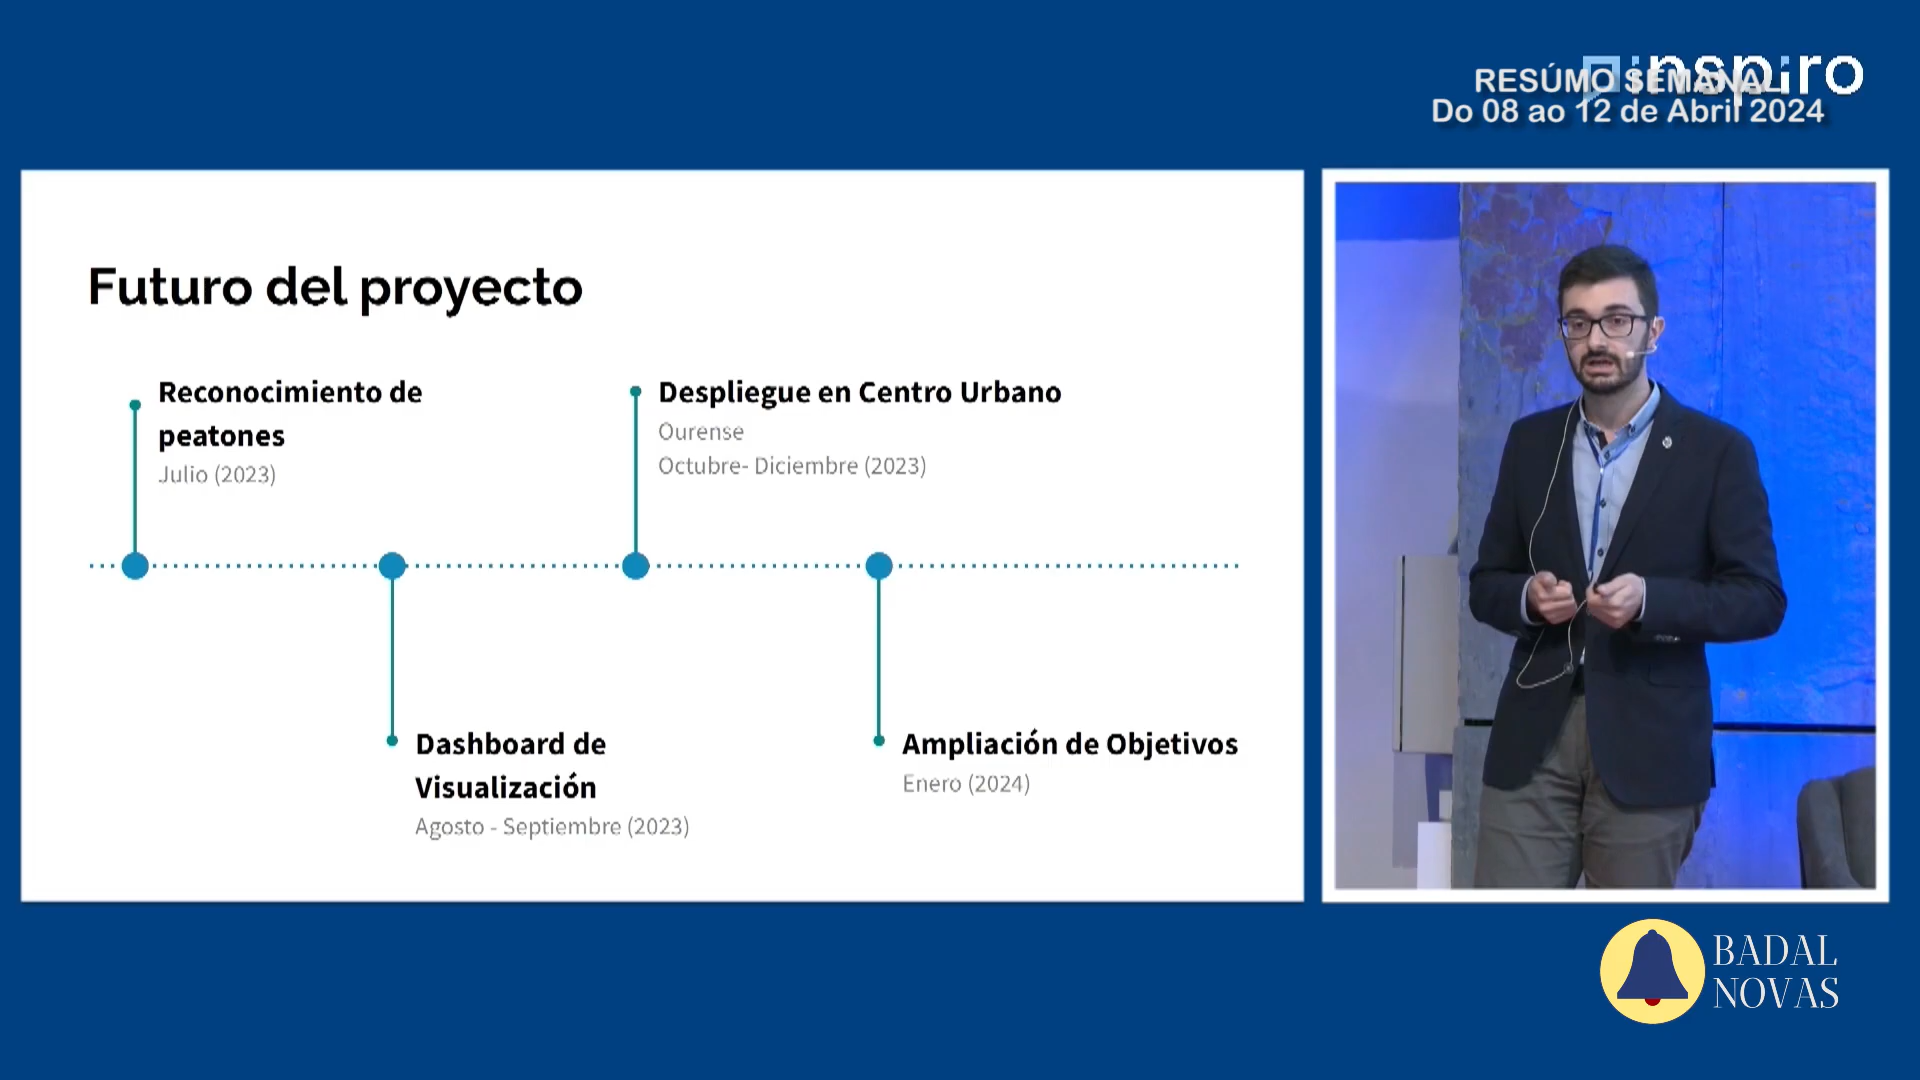 inspiro
RESÚMO SEMANAL
Do 08 ao 12 de Abril 2024
Futuro del proyecto
Reconocimiento de
peatones
Julio (2023)
Despliegue en Centro Urbano
Ourense
Octubre- Diciembre (2023)
Dashboard de
Visualización
Agosto - Septiembre (2023)
Ampliación de Objetivos
Enero (2024)
BADAL
NOVAS